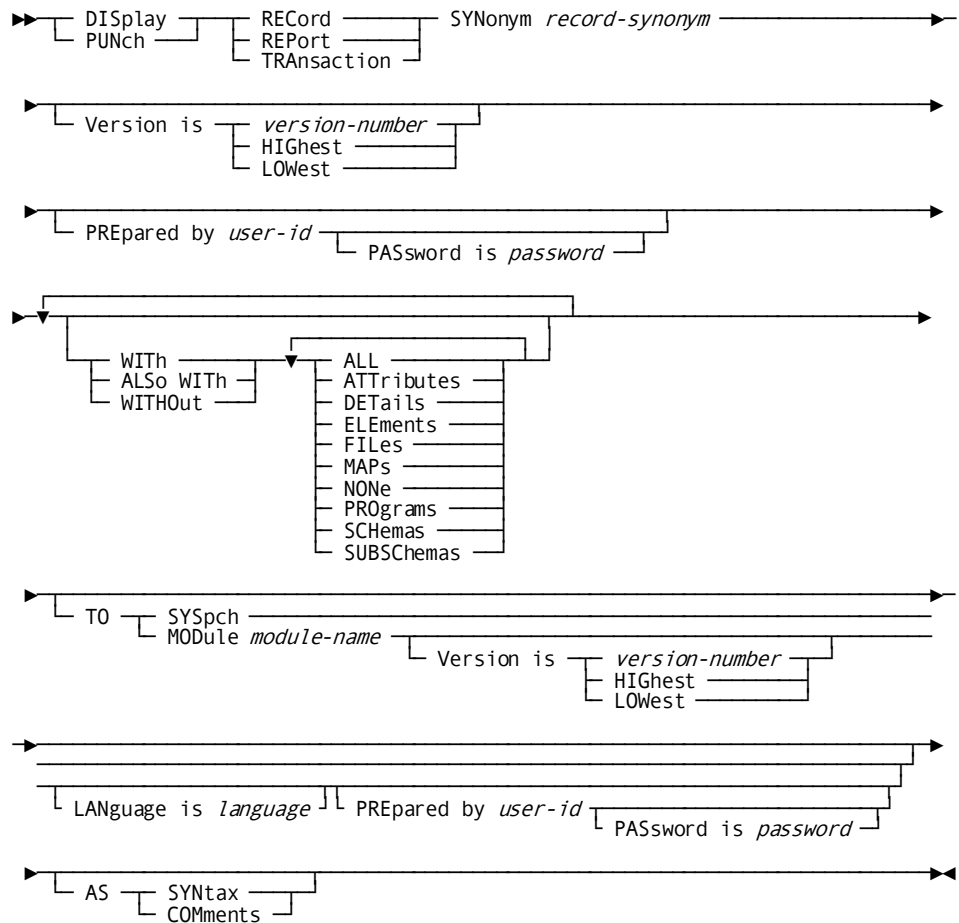 DISplay RECord SYNonym record-synonym
PUNch REPort
TRAnsaction
Version is version-number
HIGhest
LOWest
PREpared by user-id
PASsword is password
WITh ALL
ALSo WITh ATTributes
WITHOut DETails
ELEments
FILes
MAPs
NONe
PROgrams
SCHemas
SUBSChemas
TO SYSpch
MODule module-name
Version is version-number
HIGhest
LOWest
LANguage is language PREpared by user-id
PASsword is password
AS SYNtax
COMments